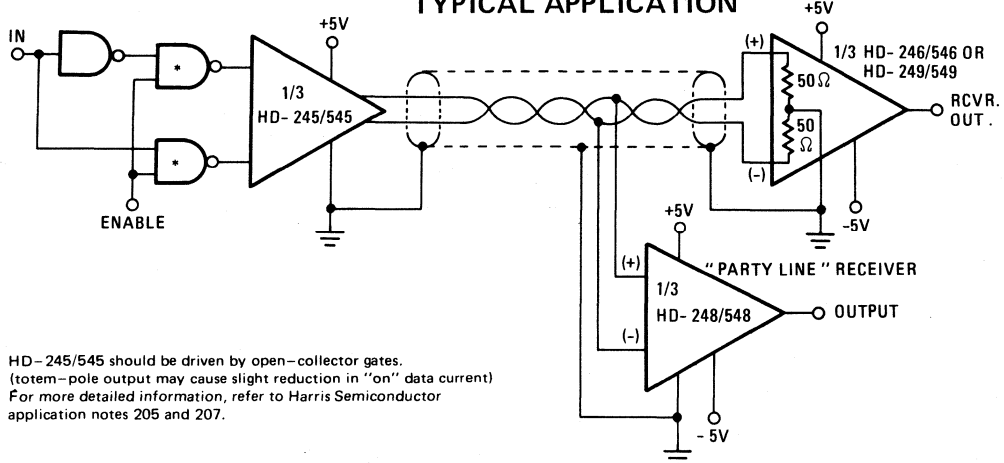 TYPICAL APPLICATION
IN
*
*
ENABLE
+5V
1/3
HD-245/545
(+)
(-)
50Ω
50
Ω
+5V
1/3 HD-246/546 OR
HD-249/549
RCVR.
OUT.
-5V
+5V
"PARTY LINE" RECEIVER
(+)
(-)
1/3
HD-248/548
OUTPUT
-5V
HD-245/545 should be driven by open-collector gates.
(totem-pole output may cause slight reduction in "on" data current)
For more detailed information, refer to Harris Semiconductor
application notes 205 and 207.